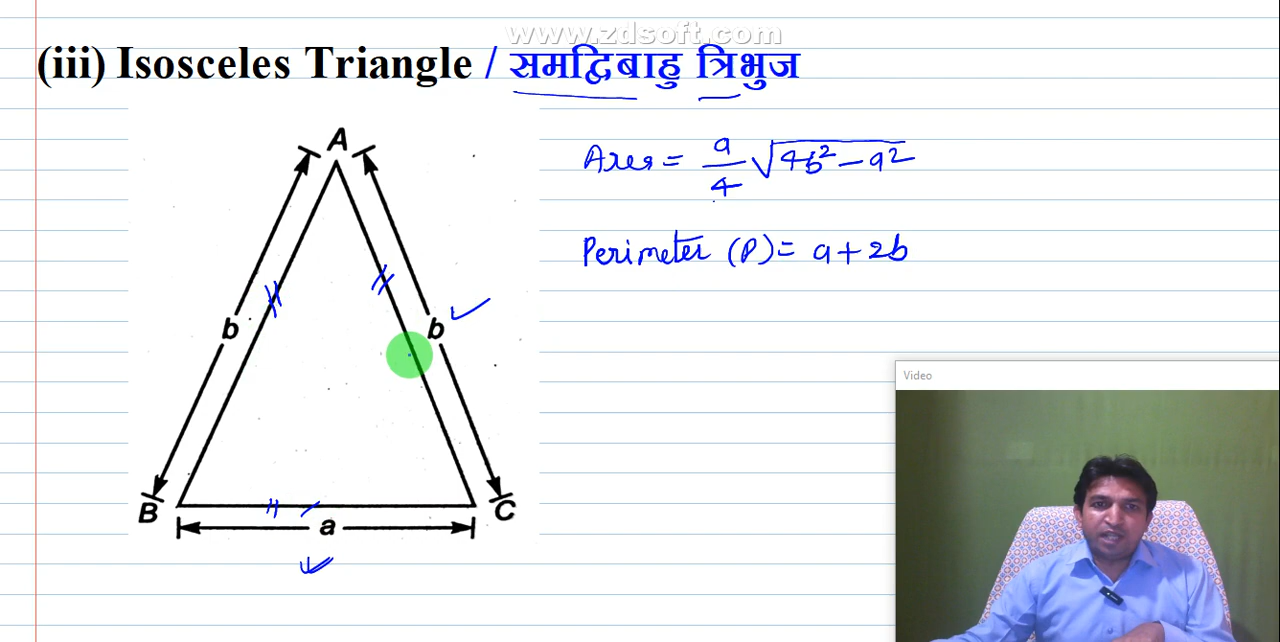 www.zdsoft.com
(iii) Isosceles Triangle / समद्विबाहु त्रिभुज
A
Area = a/4 √4b² - a²
Perimeter (P) = a + 2b
b b
Video
B C
a